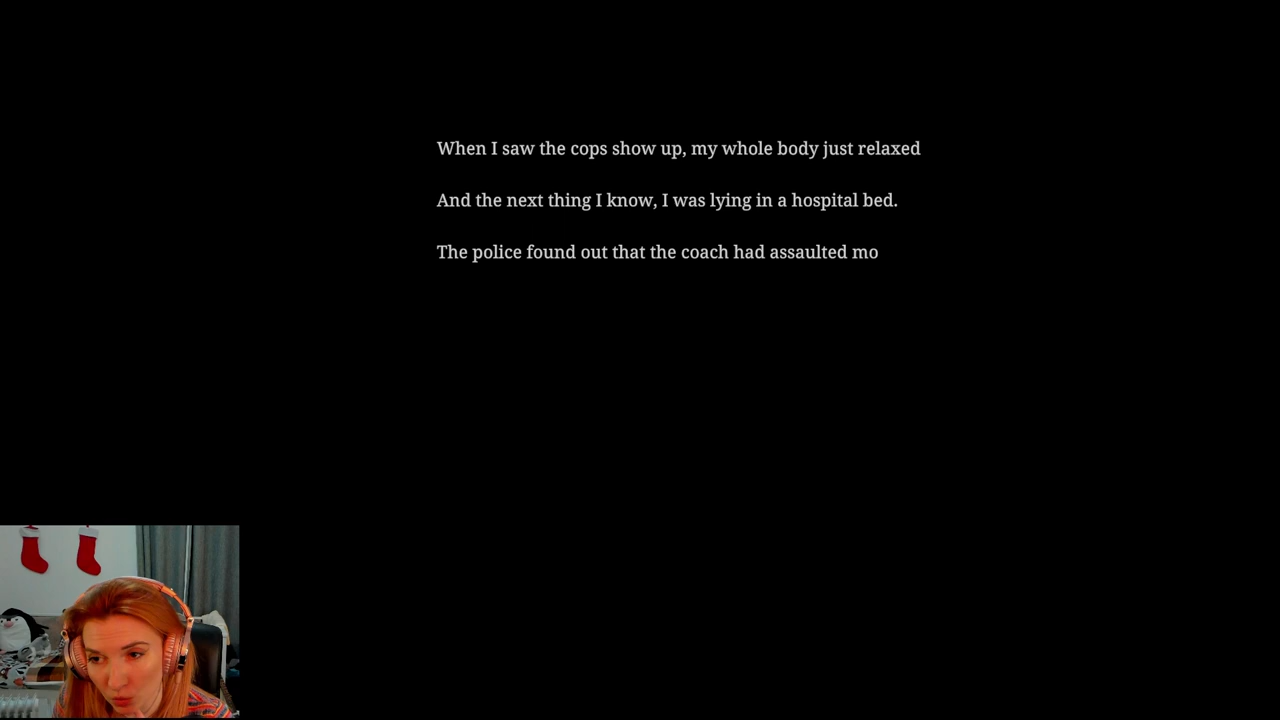 When I saw the cops show up, my whole body just relaxed
And the next thing I know, I was lying in a hospital bed.
The police found out that the coach had assaulted mo